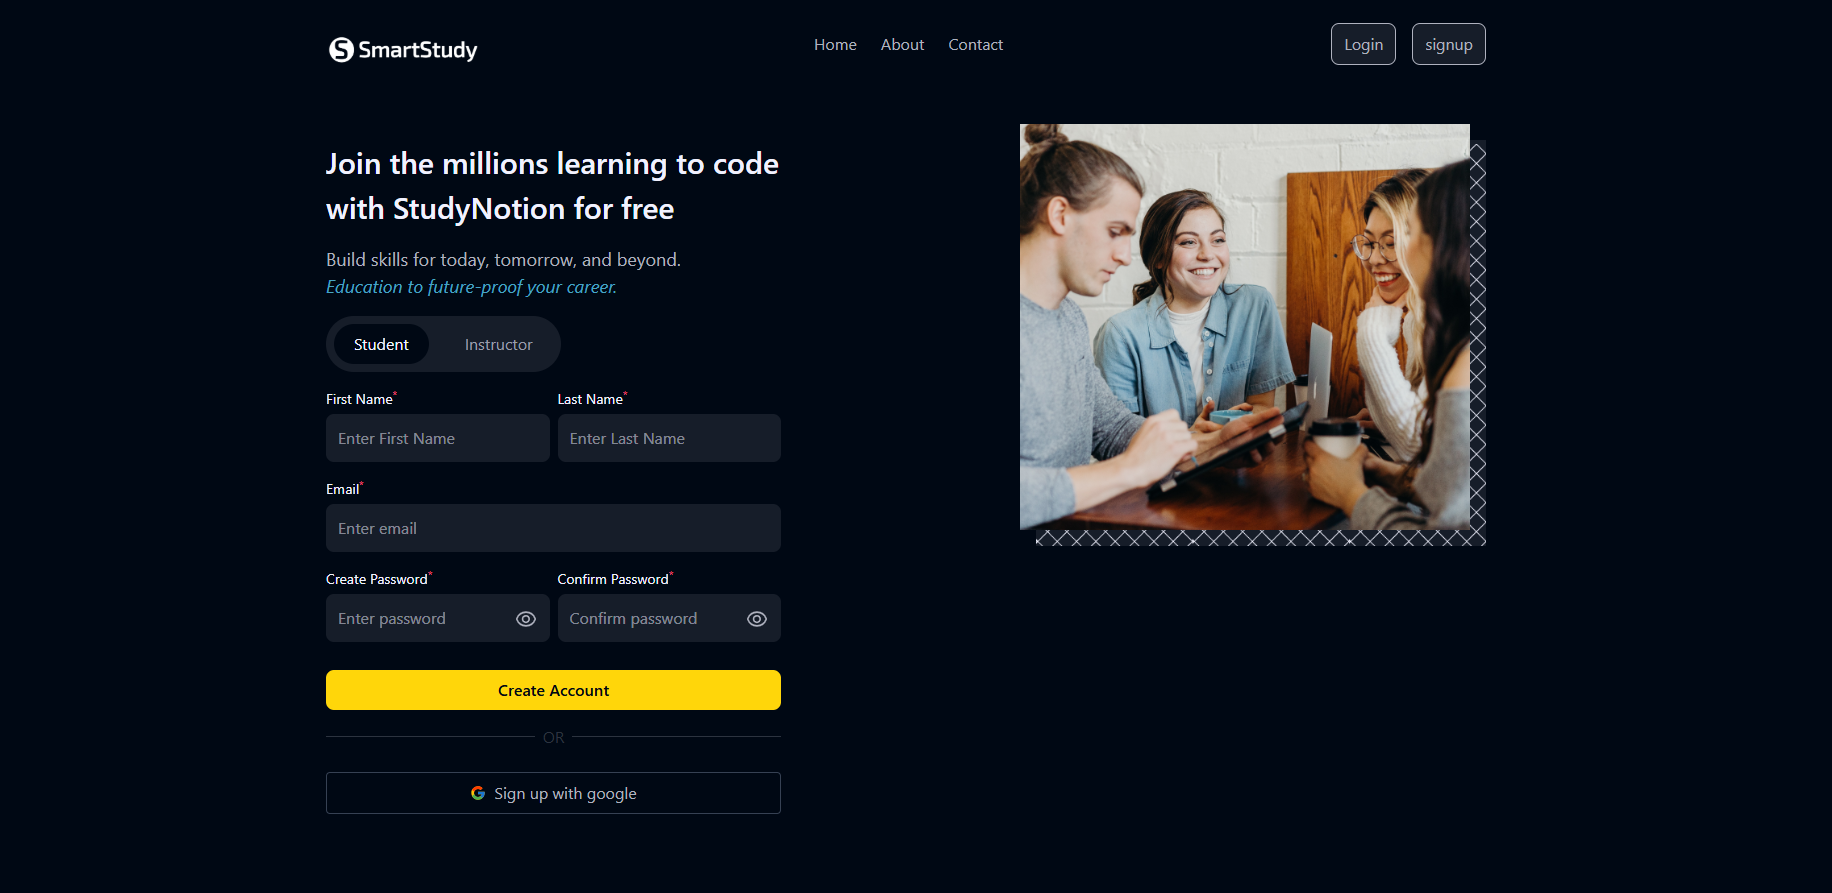 SmartStudy
Home About Contact
Login signup
Join the millions learning to code
with StudyNotion for free
Build skills for today, tomorrow, and beyond.
Education to future-proof your career.
Student Instructor
First Name* Last Name*
Enter First Name Enter Last Name
Email*
Enter email
Create Password* Confirm Password*
Enter password Confirm password
Create Account
OR
Sign up with google